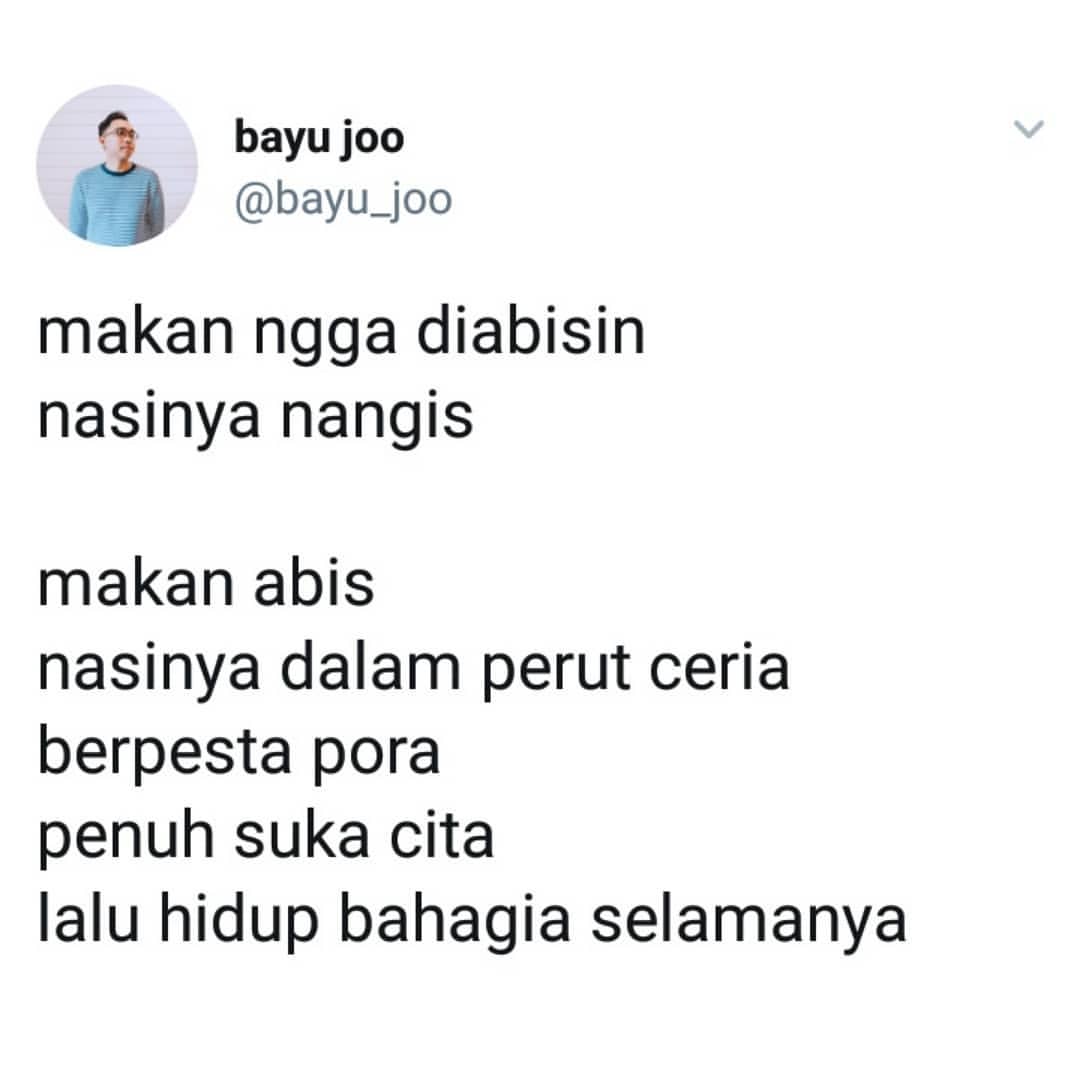 bayu joo
@bayu_joo
makan ngga diabisin
nasinya nangis
makan abis
nasinya dalam perut ceria
berpesta pora
penuh suka cita
lalu hidup bahagia selamanya